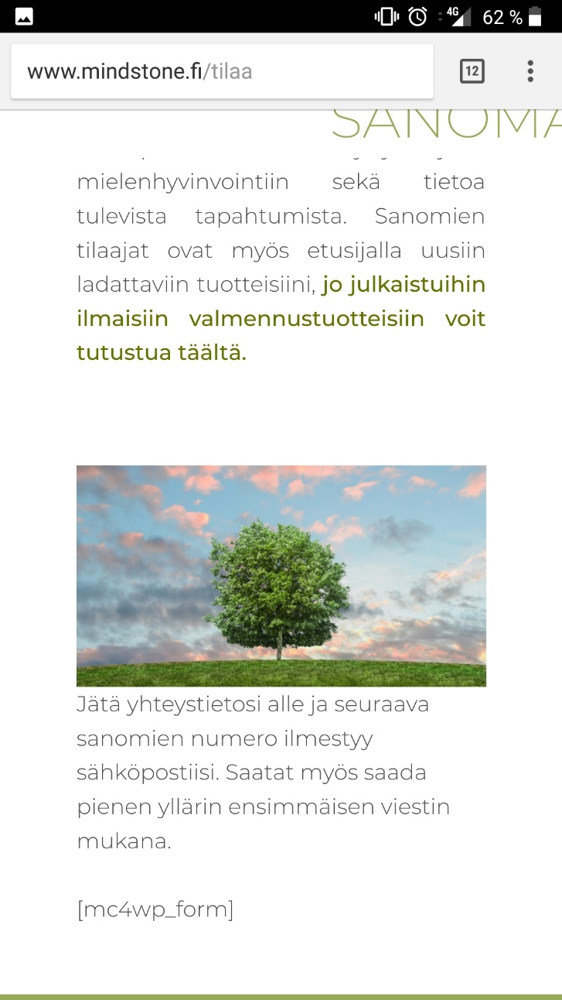 4G 62 %
www.mindstone.fi/tilaa 12
SANOMA
mielenhyvinvointiin sekä tietoa
tulevista tapahtumista. Sanomien
tilaajat ovat myös etusijalla uusiin
ladattaviin tuotteisiini, jo julkaistuihin
ilmaisiin valmennustuotteisiin voit
tutustua täältä.
Jätä yhteystietosi alle ja seuraava
sanomien numero ilmestyy
sähköpostiisi. Saatat myös saada
pienen yllärin ensimmäisen viestin
mukana.
[mc4wp_form]